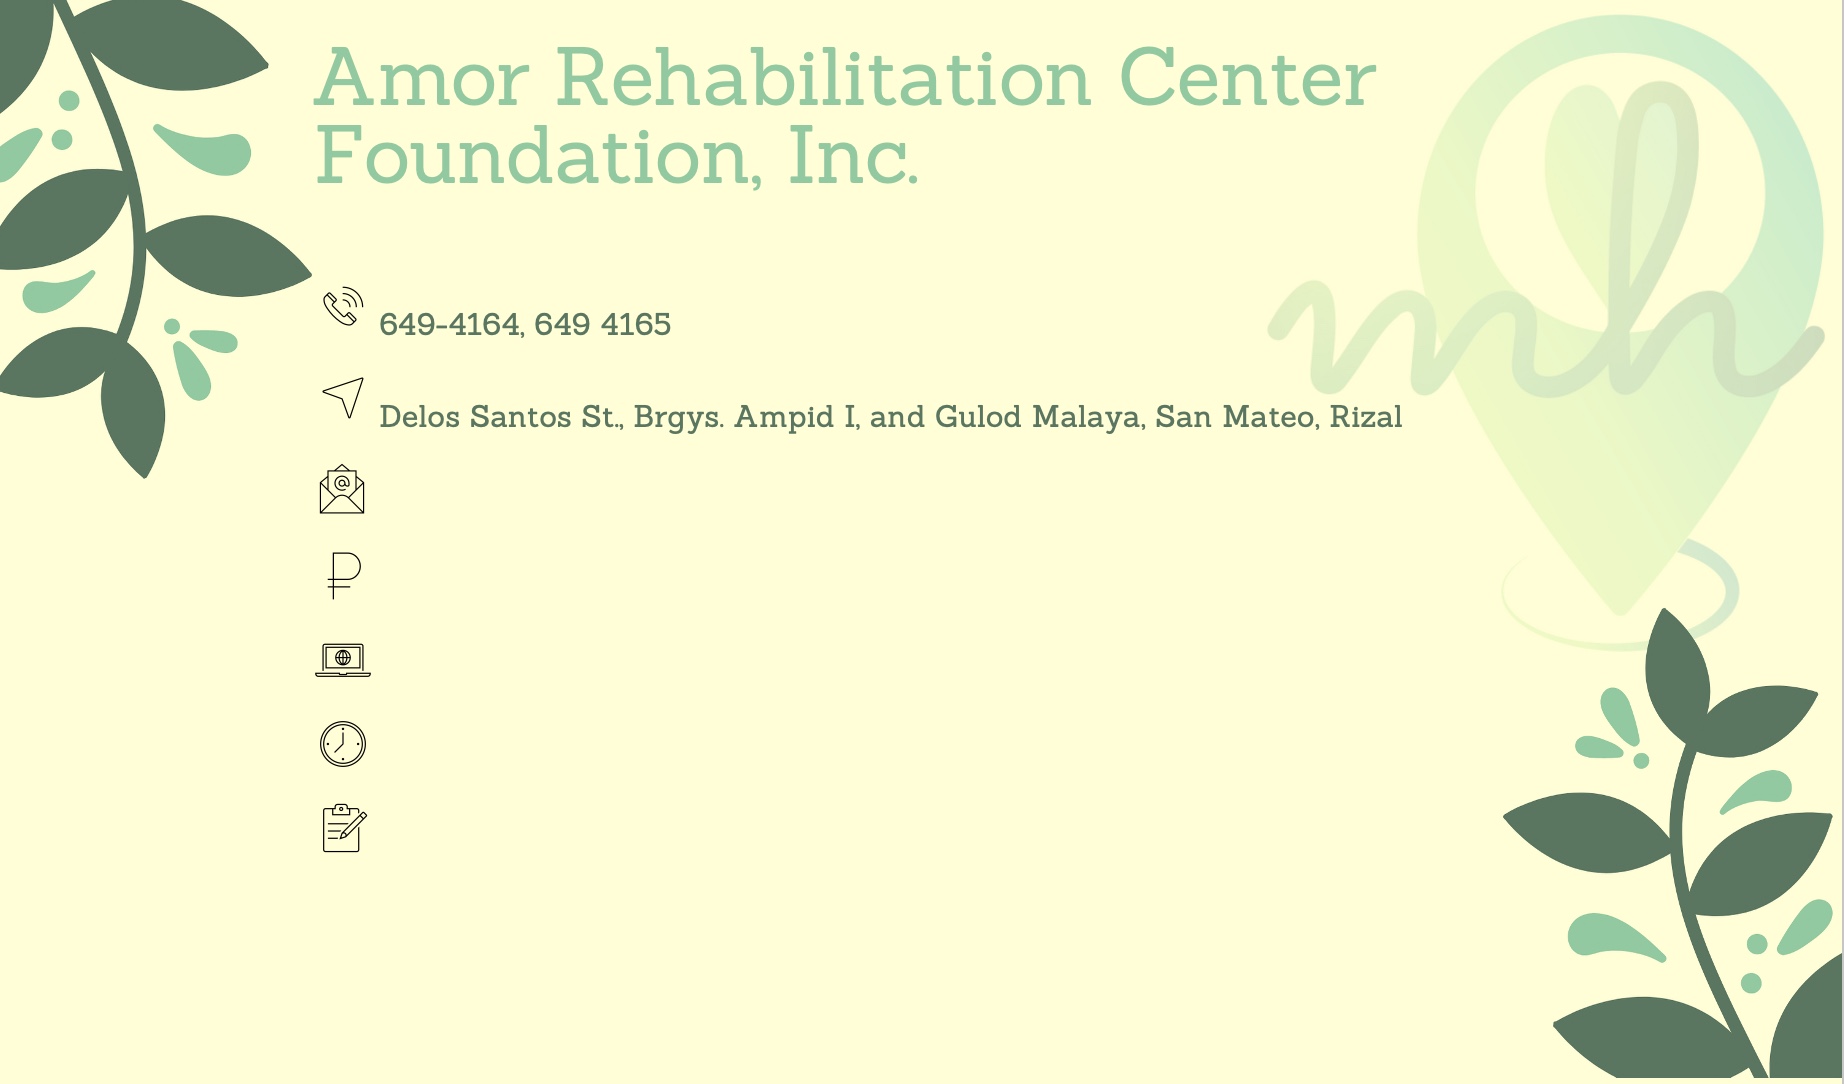 Amor Rehabilitation Center
Foundation, Inc.
649-4164, 649 4165
Delos Santos St., Brgys. Ampid I, and Gulod Malaya, San Mateo, Rizal
mh